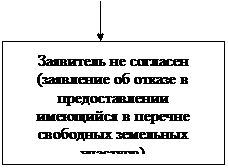 Заявитель не согласен
(заявление об отказе в
предоставлении
имеющийся в перечне
свободных земельных